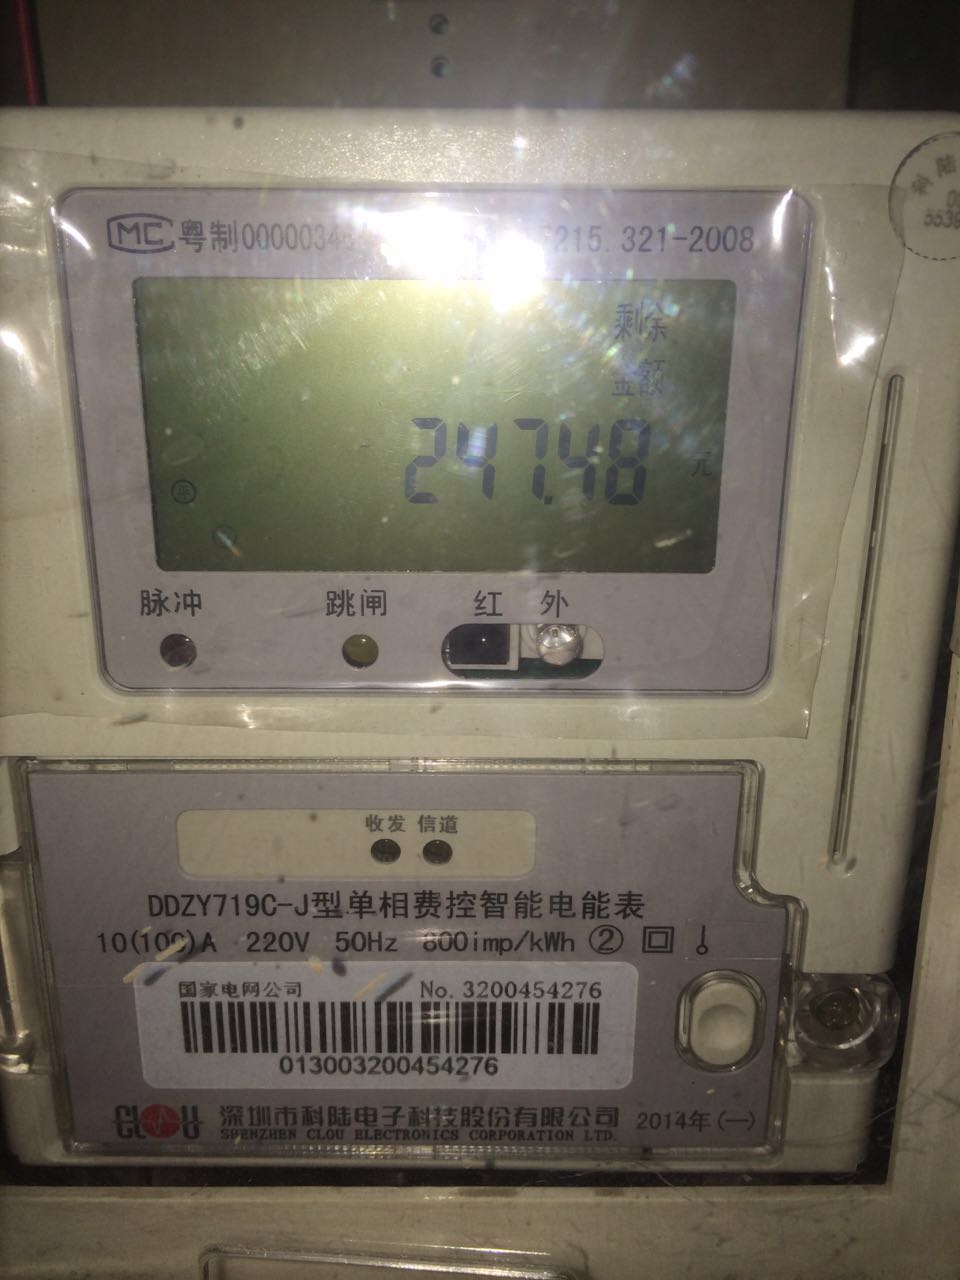 MC 粤制000003 215.321-2008
剩余
金额
247.48 元
平
脉冲 跳闸 红 外
收发 信道
DDZY719C-J型单相费控智能电能表
10(100)A 220V 50Hz 800imp/kWh ②
国家电网公司 No.3200454276
013003200454276
CLOU 深圳市科陆电子科技股份有限公司 2014年(一)
SHENZHEN CLOU ELECTRONICS CORPORATION LTD.